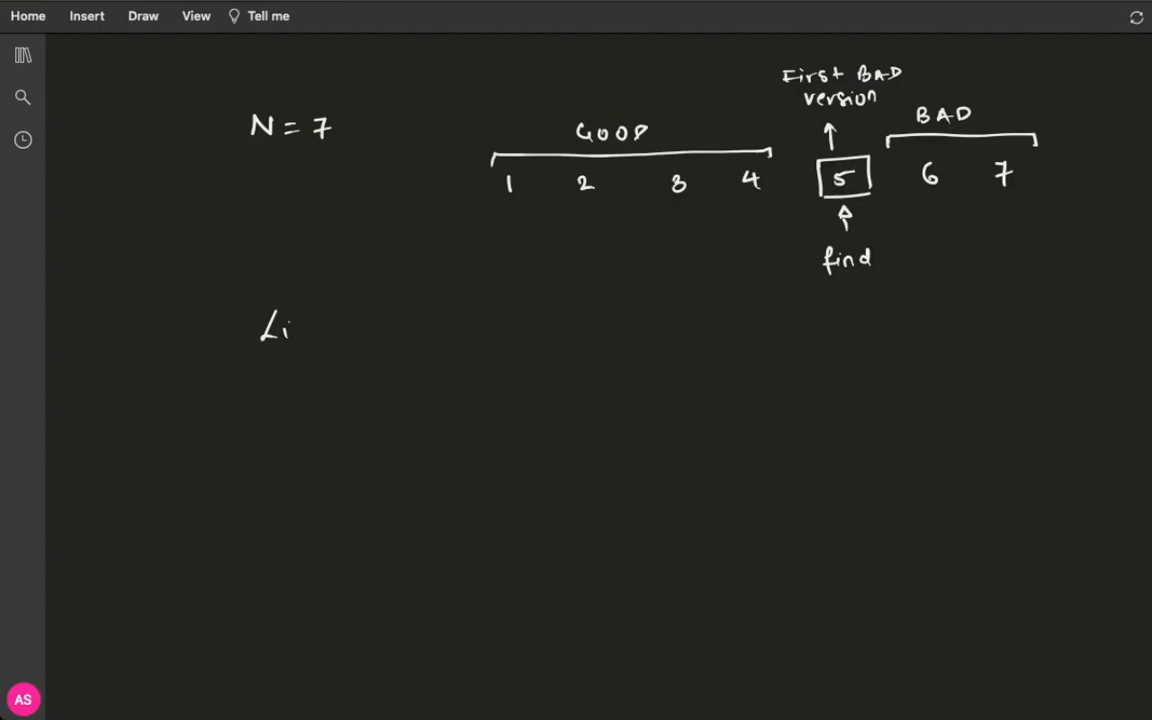 Home Insert Draw View Tell me
First BAD
version
N = 7
GOOD
BAD
1 2 3 4 5 6 7
find
Li
AS